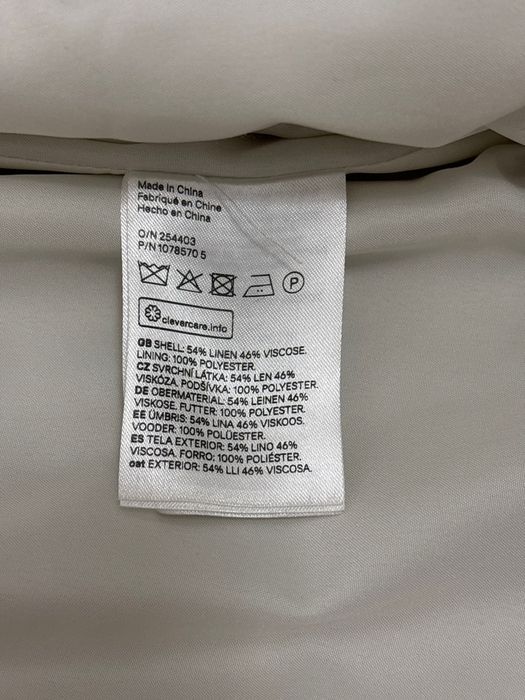 Made in China
Fabriqué en Chine
Hecho en China
O/N 254403
P/N 1078570 5
P
clevercare.info
GB SHELL: 54% LINEN 46% VISCOSE.
LINING: 100% POLYESTER.
CZ SVRCHNÍ LÁTKA: 54% LEN 46%
VISKÓZA. PODŠÍVKA: 100% POLYESTER.
DE OBERMATERIAL: 54% LEINEN 46%
VISKOSE. FUTTER: 100% POLYESTER.
EE ÜMBRIS: 54% LINA 46% VISKOOS.
VOODER: 100% POLÜESTER.
ES TELA EXTERIOR: 54% LINO 46%
VISCOSA. FORRO: 100% POLIÉSTER.
cat EXTERIOR: 54% LLI 46% VISCOSA.